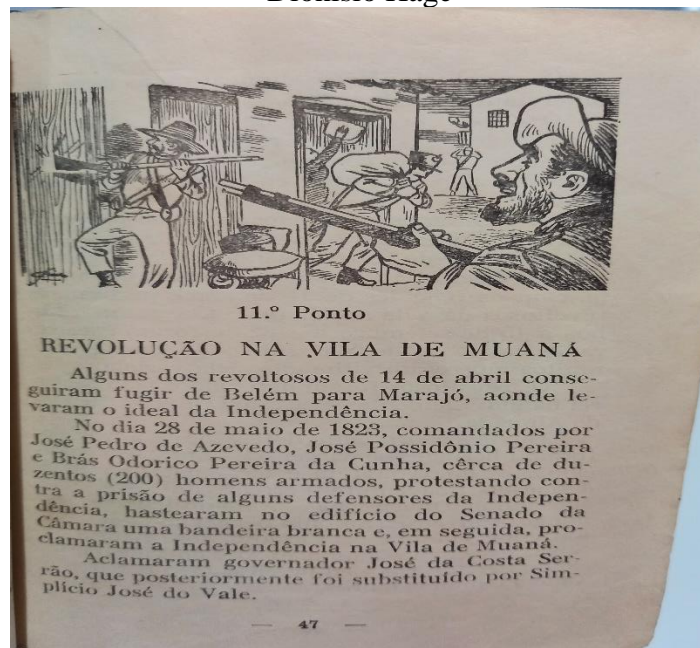 Dionísio Hage
11.º Ponto
REVOLUÇÃO NA VILA DE MUANÁ
Alguns dos revoltosos de 14 de abril conse-
guiram fugir de Belém para Marajó, aonde le-
varam o ideal da Independência.
No dia 28 de maio de 1823, comandados por
José Pedro de Azevedo, José Possidônio Pereira
e Brás Odorico Pereira da Cunha, cêrca de du-
zentos (200) homens armados, protestando con-
tra a prisão de alguns defensores da Indepen-
dência, hastearam no edifício do Senado da
Câmara uma bandeira branca e, em seguida, pro-
clamaram a Independência na Vila de Muaná.
Aclamaram governador José da Costa Ser-
rão, que posteriormente foi substituído por Sim-
plício José do Vale.
— 47 —